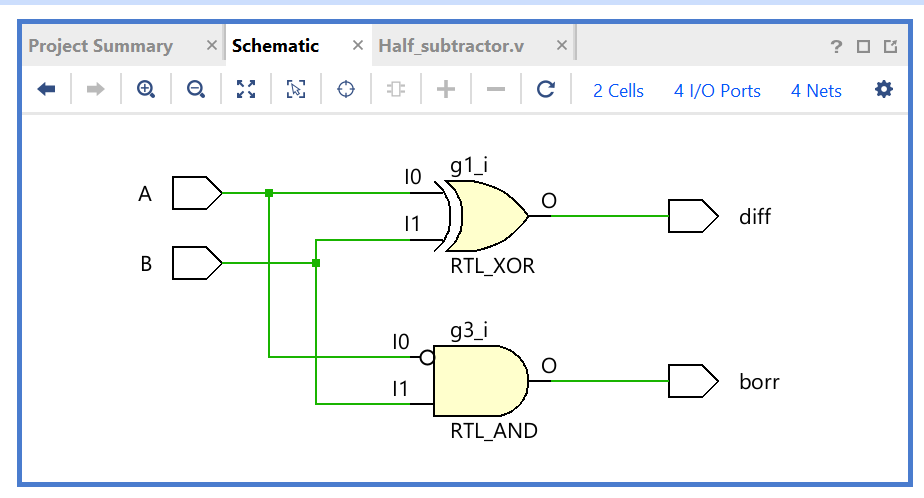 Project Summary × Schematic × Half_subtractor.v × ?
2 Cells 4 I/O Ports 4 Nets
g1_i
I0
A
O
diff
I1
B
RTL_XOR
g3_i
I0
O
borr
I1
RTL_AND